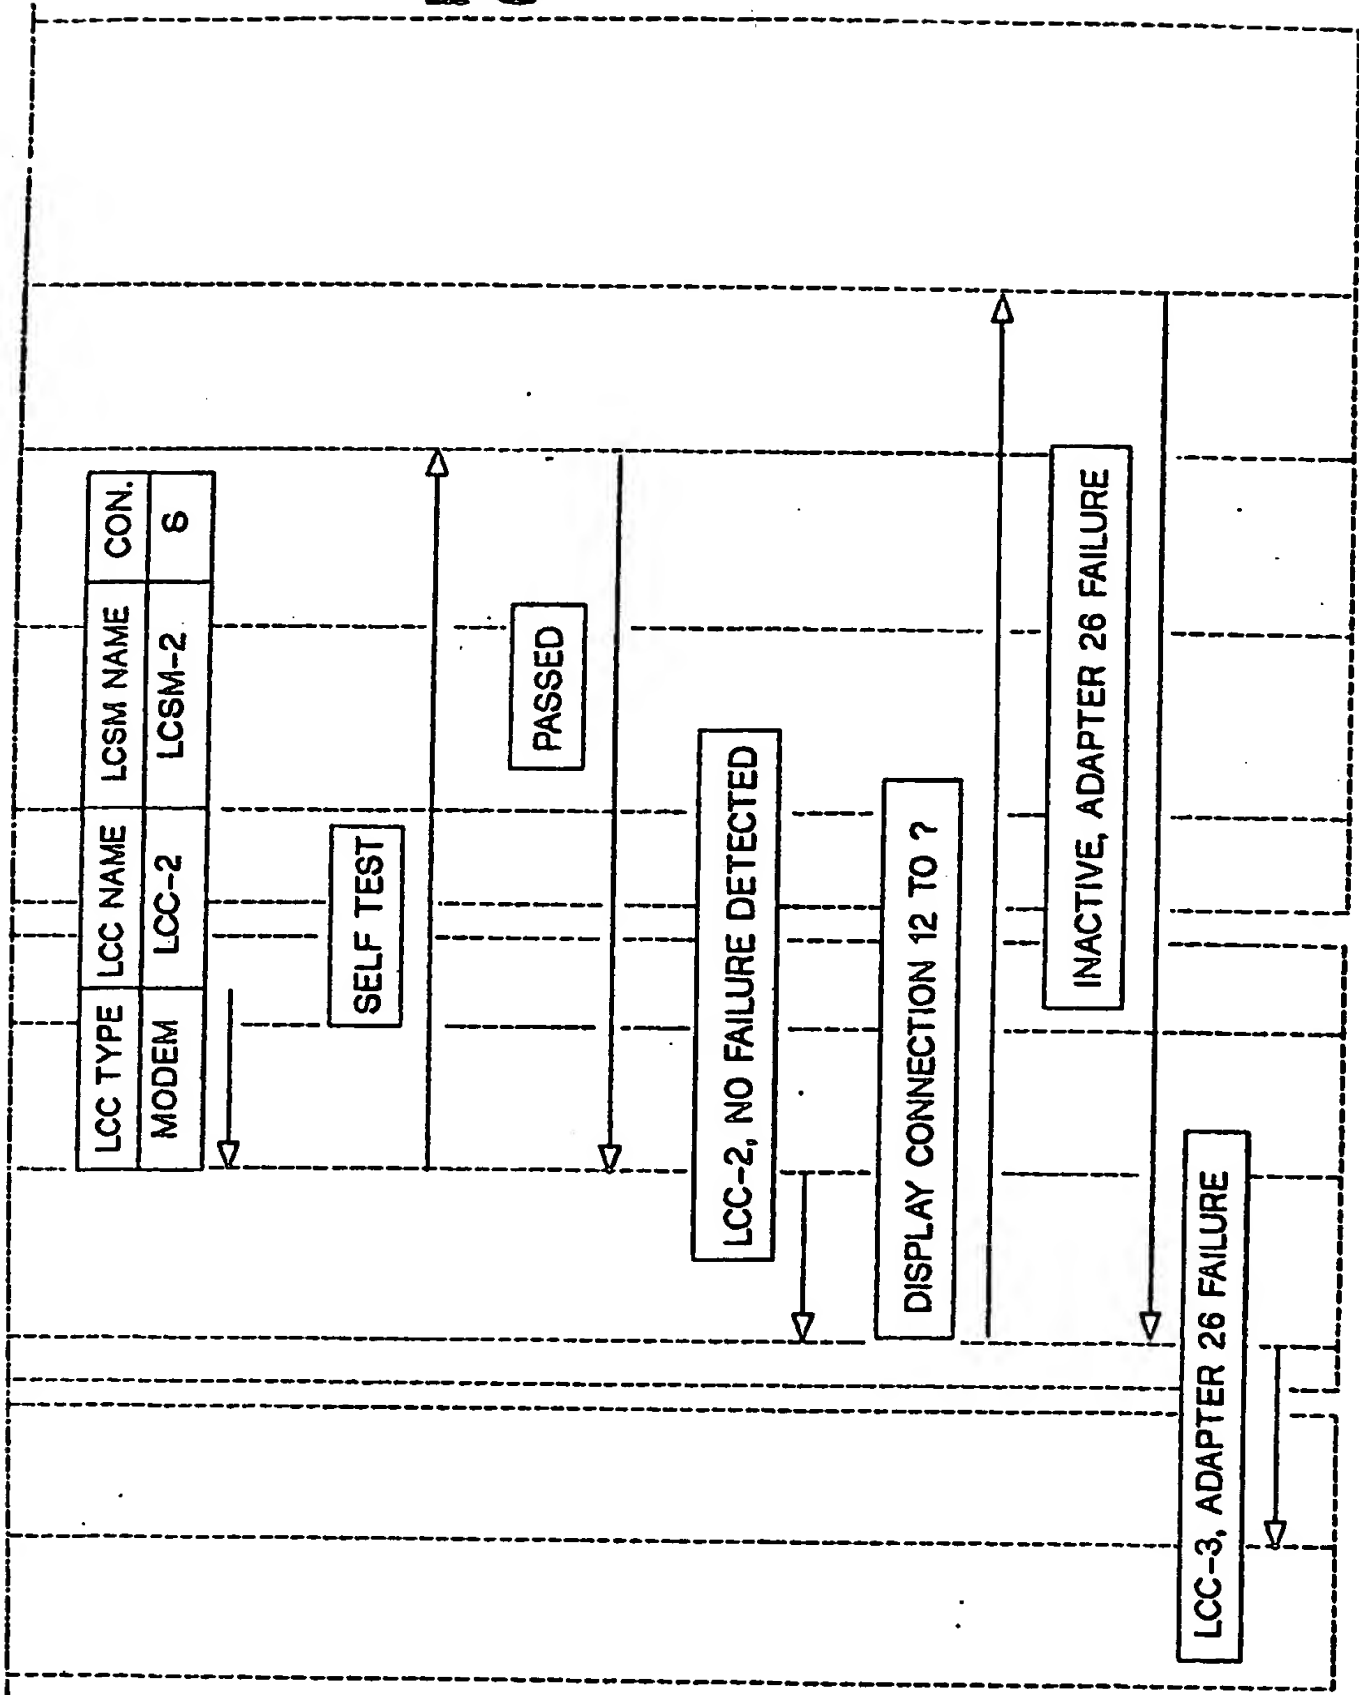 LCC TYPE LCC NAME LCSM NAME CON.
MODEM LCC-2 LCSM-2 S
SELF TEST
PASSED
LCC-2, NO FAILURE DETECTED
DISPLAY CONNECTION 12 TO ?
INACTIVE, ADAPTER 26 FAILURE
LCC-3, ADAPTER 26 FAILURE